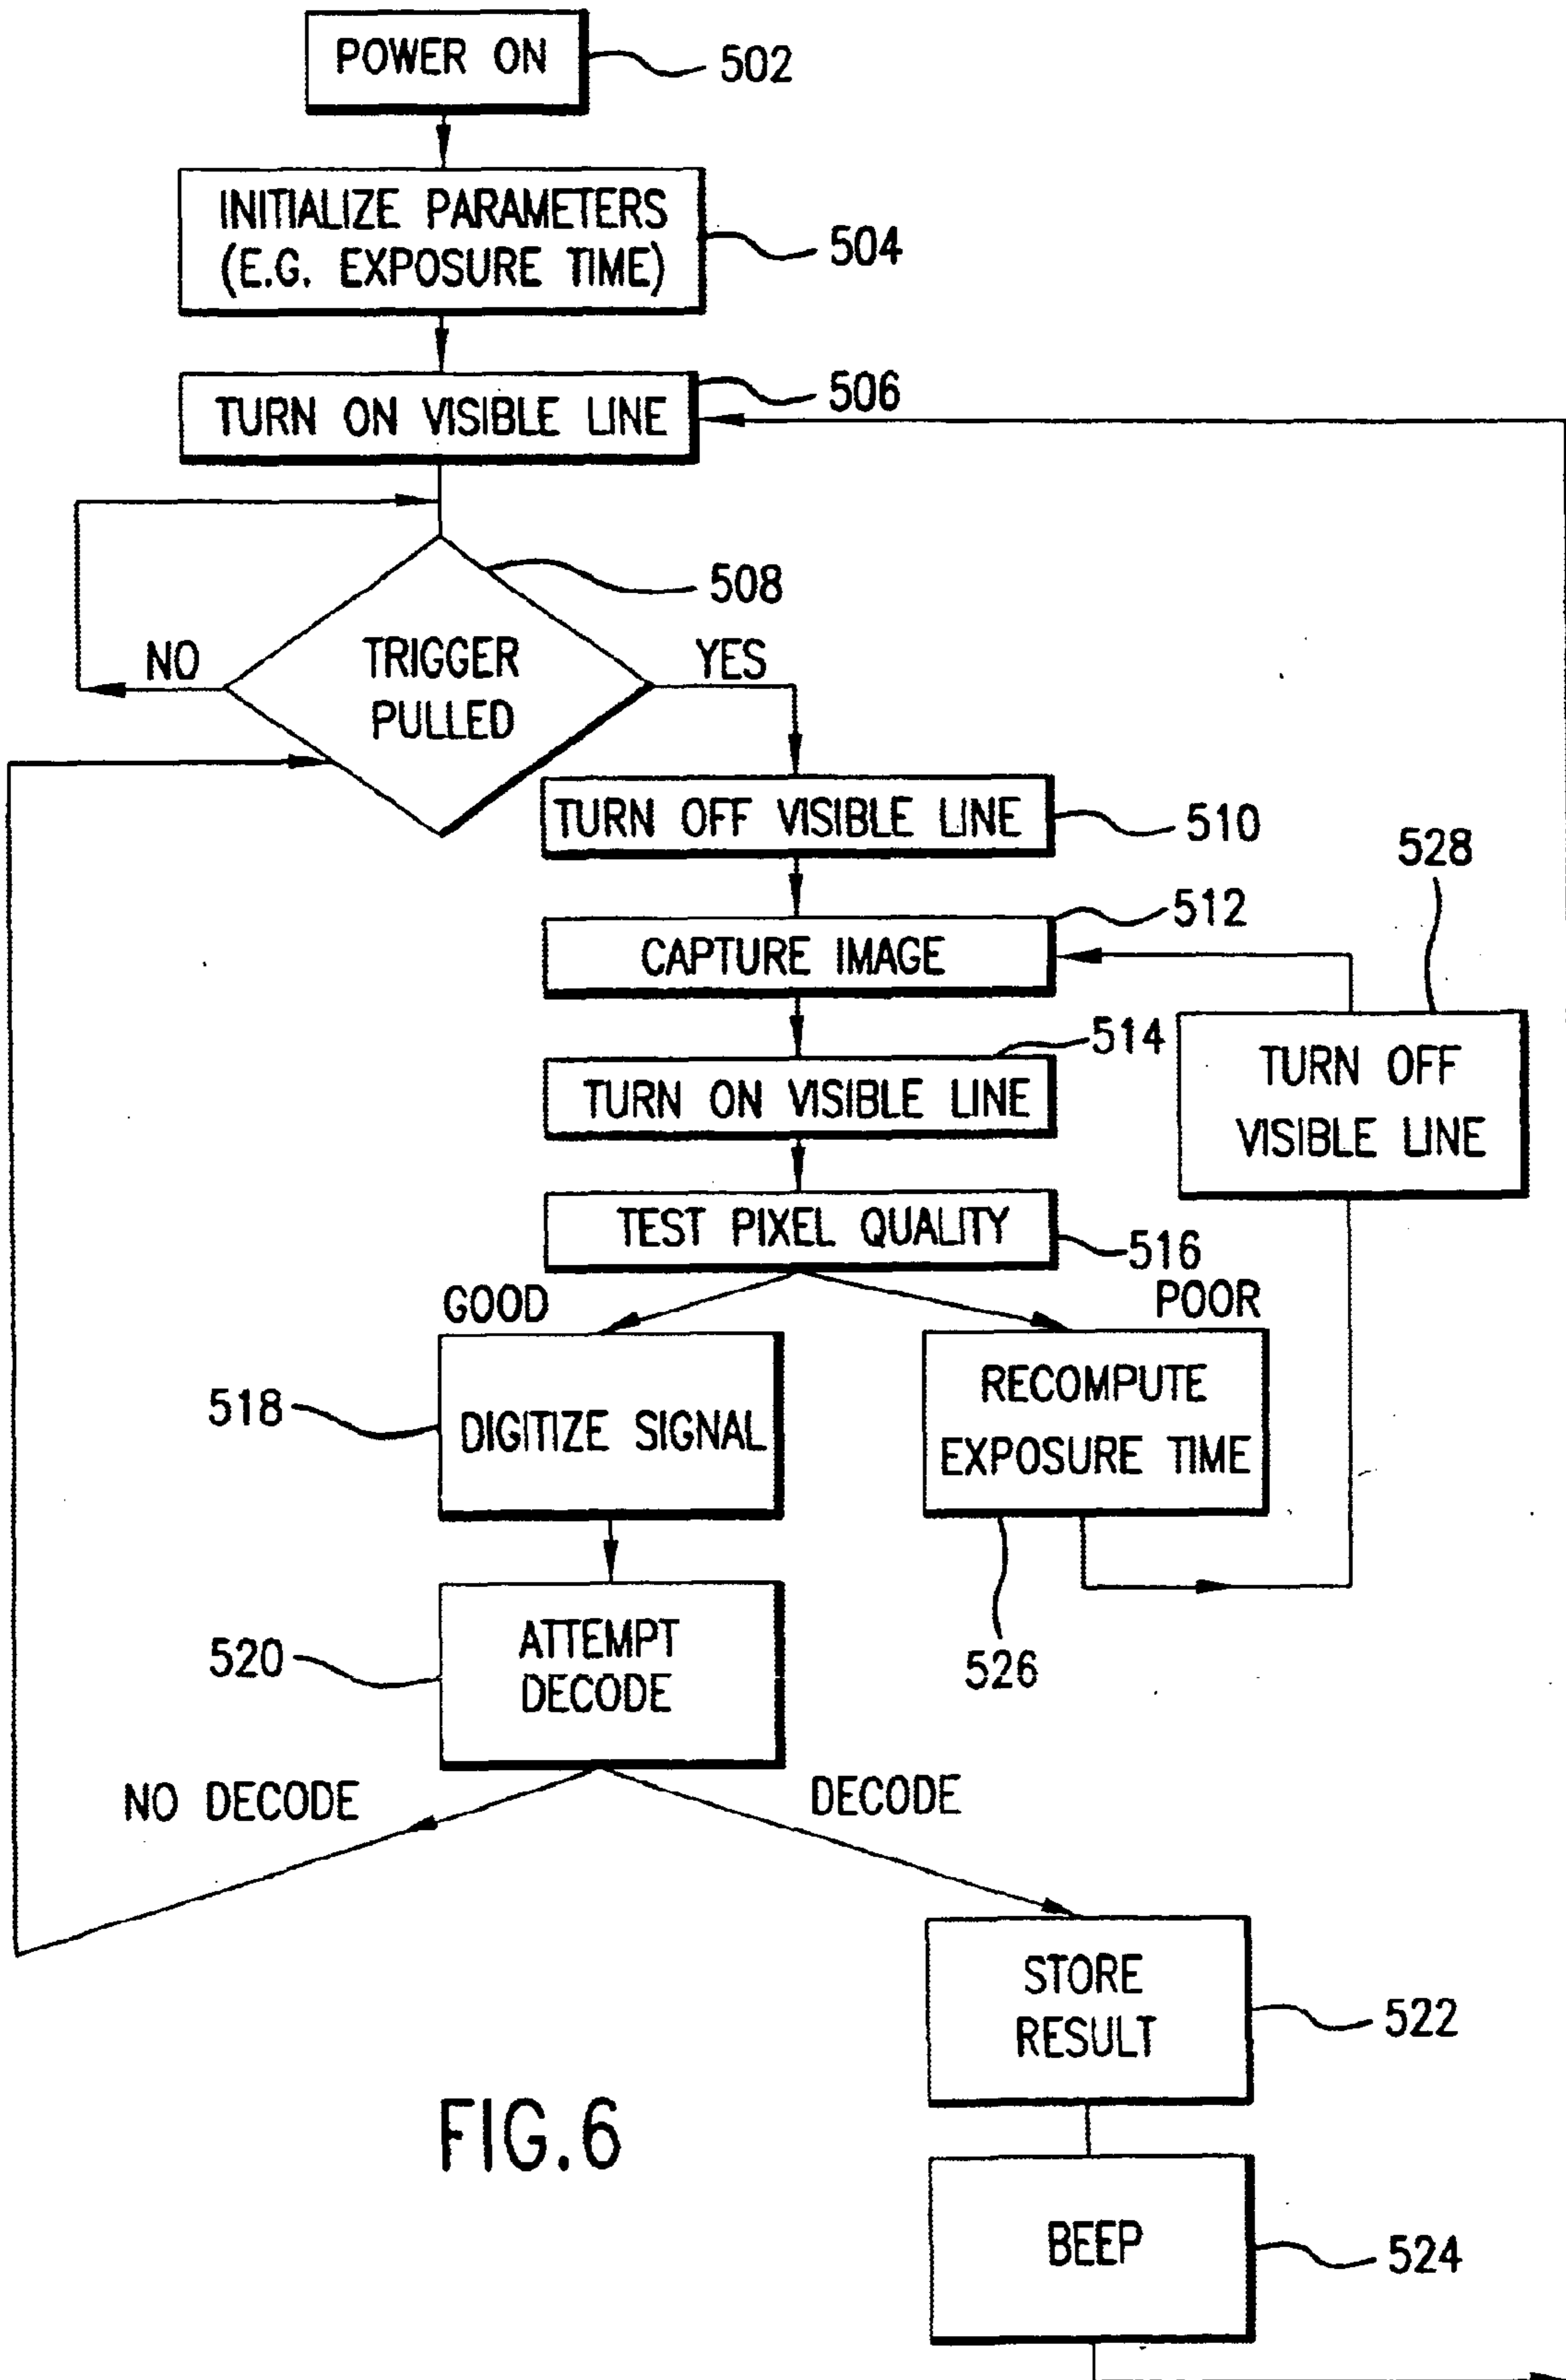 POWER ON
502
INITIALIZE PARAMETERS
(E.G. EXPOSURE TIME)
504
TURN ON VISIBLE LINE
506
508
TRIGGER
PULLED
NO
YES
TURN OFF VISIBLE LINE
510
528
CAPTURE IMAGE
512
TURN ON VISIBLE LINE
514
TURN OFF
VISIBLE LINE
TEST PIXEL QUALITY
516
GOOD
POOR
518
DIGITIZE SIGNAL
RECOMPUTE
EXPOSURE TIME
526
520
ATTEMPT
DECODE
NO DECODE
DECODE
STORE
RESULT
522
BEEP
524
FIG.6